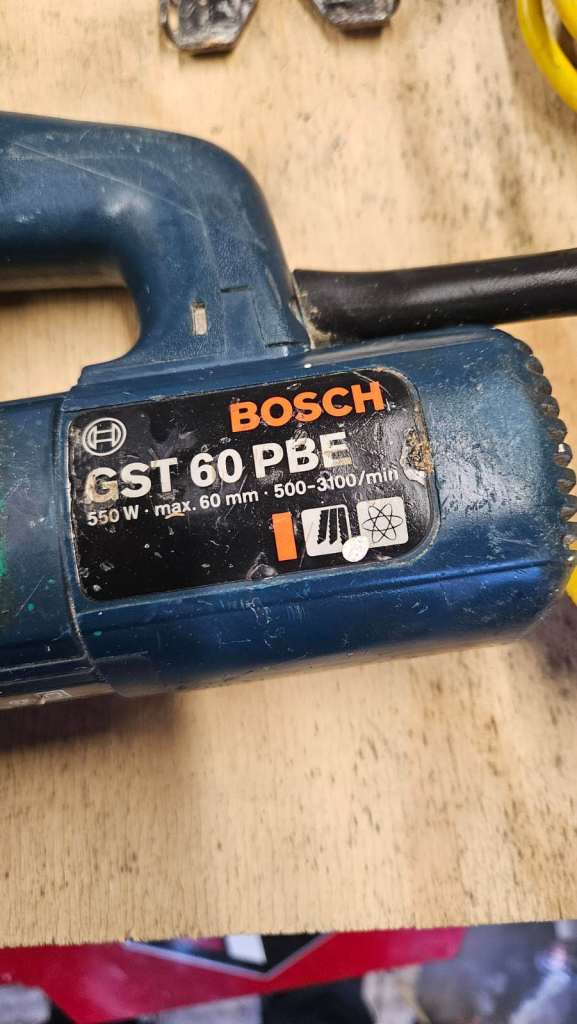 BOSCH
GST 60 PBE
550 W · max. 60 mm · 500-3100/min